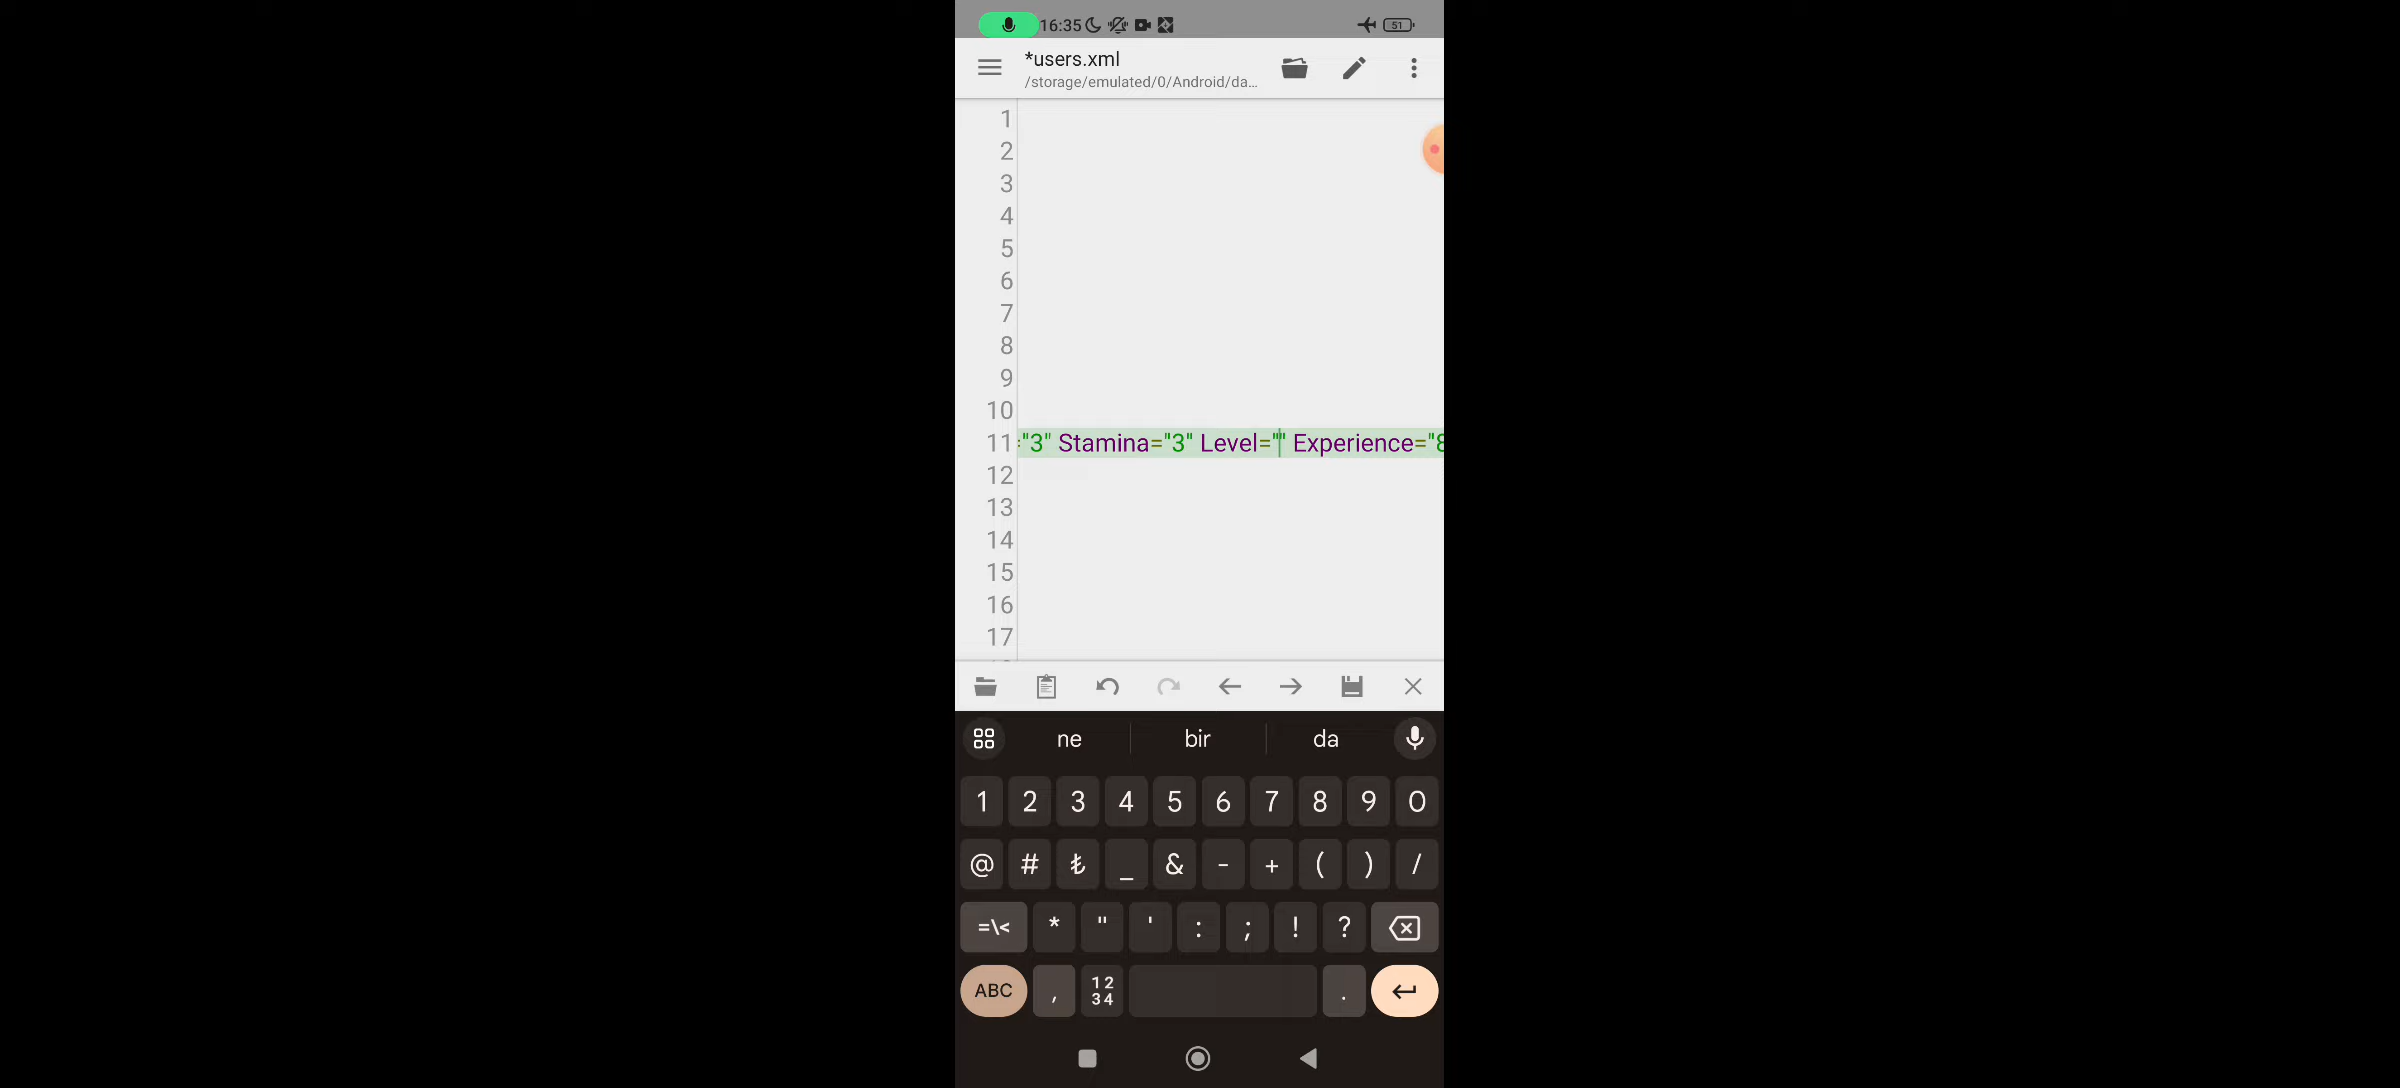 16:35 51
*users.xml
/storage/emulated/0/Android/da...
1
2
3
4
5
6
7
8
9
10
11 ="3" Stamina="3" Level="" Experience="8
12
13
14
15
16
17
ne bir da
1 2 3 4 5 6 7 8 9 0
@ # ₺ _ & - + ( ) /
=\< * " ' : ; ! ?
ABC , 12 34 .